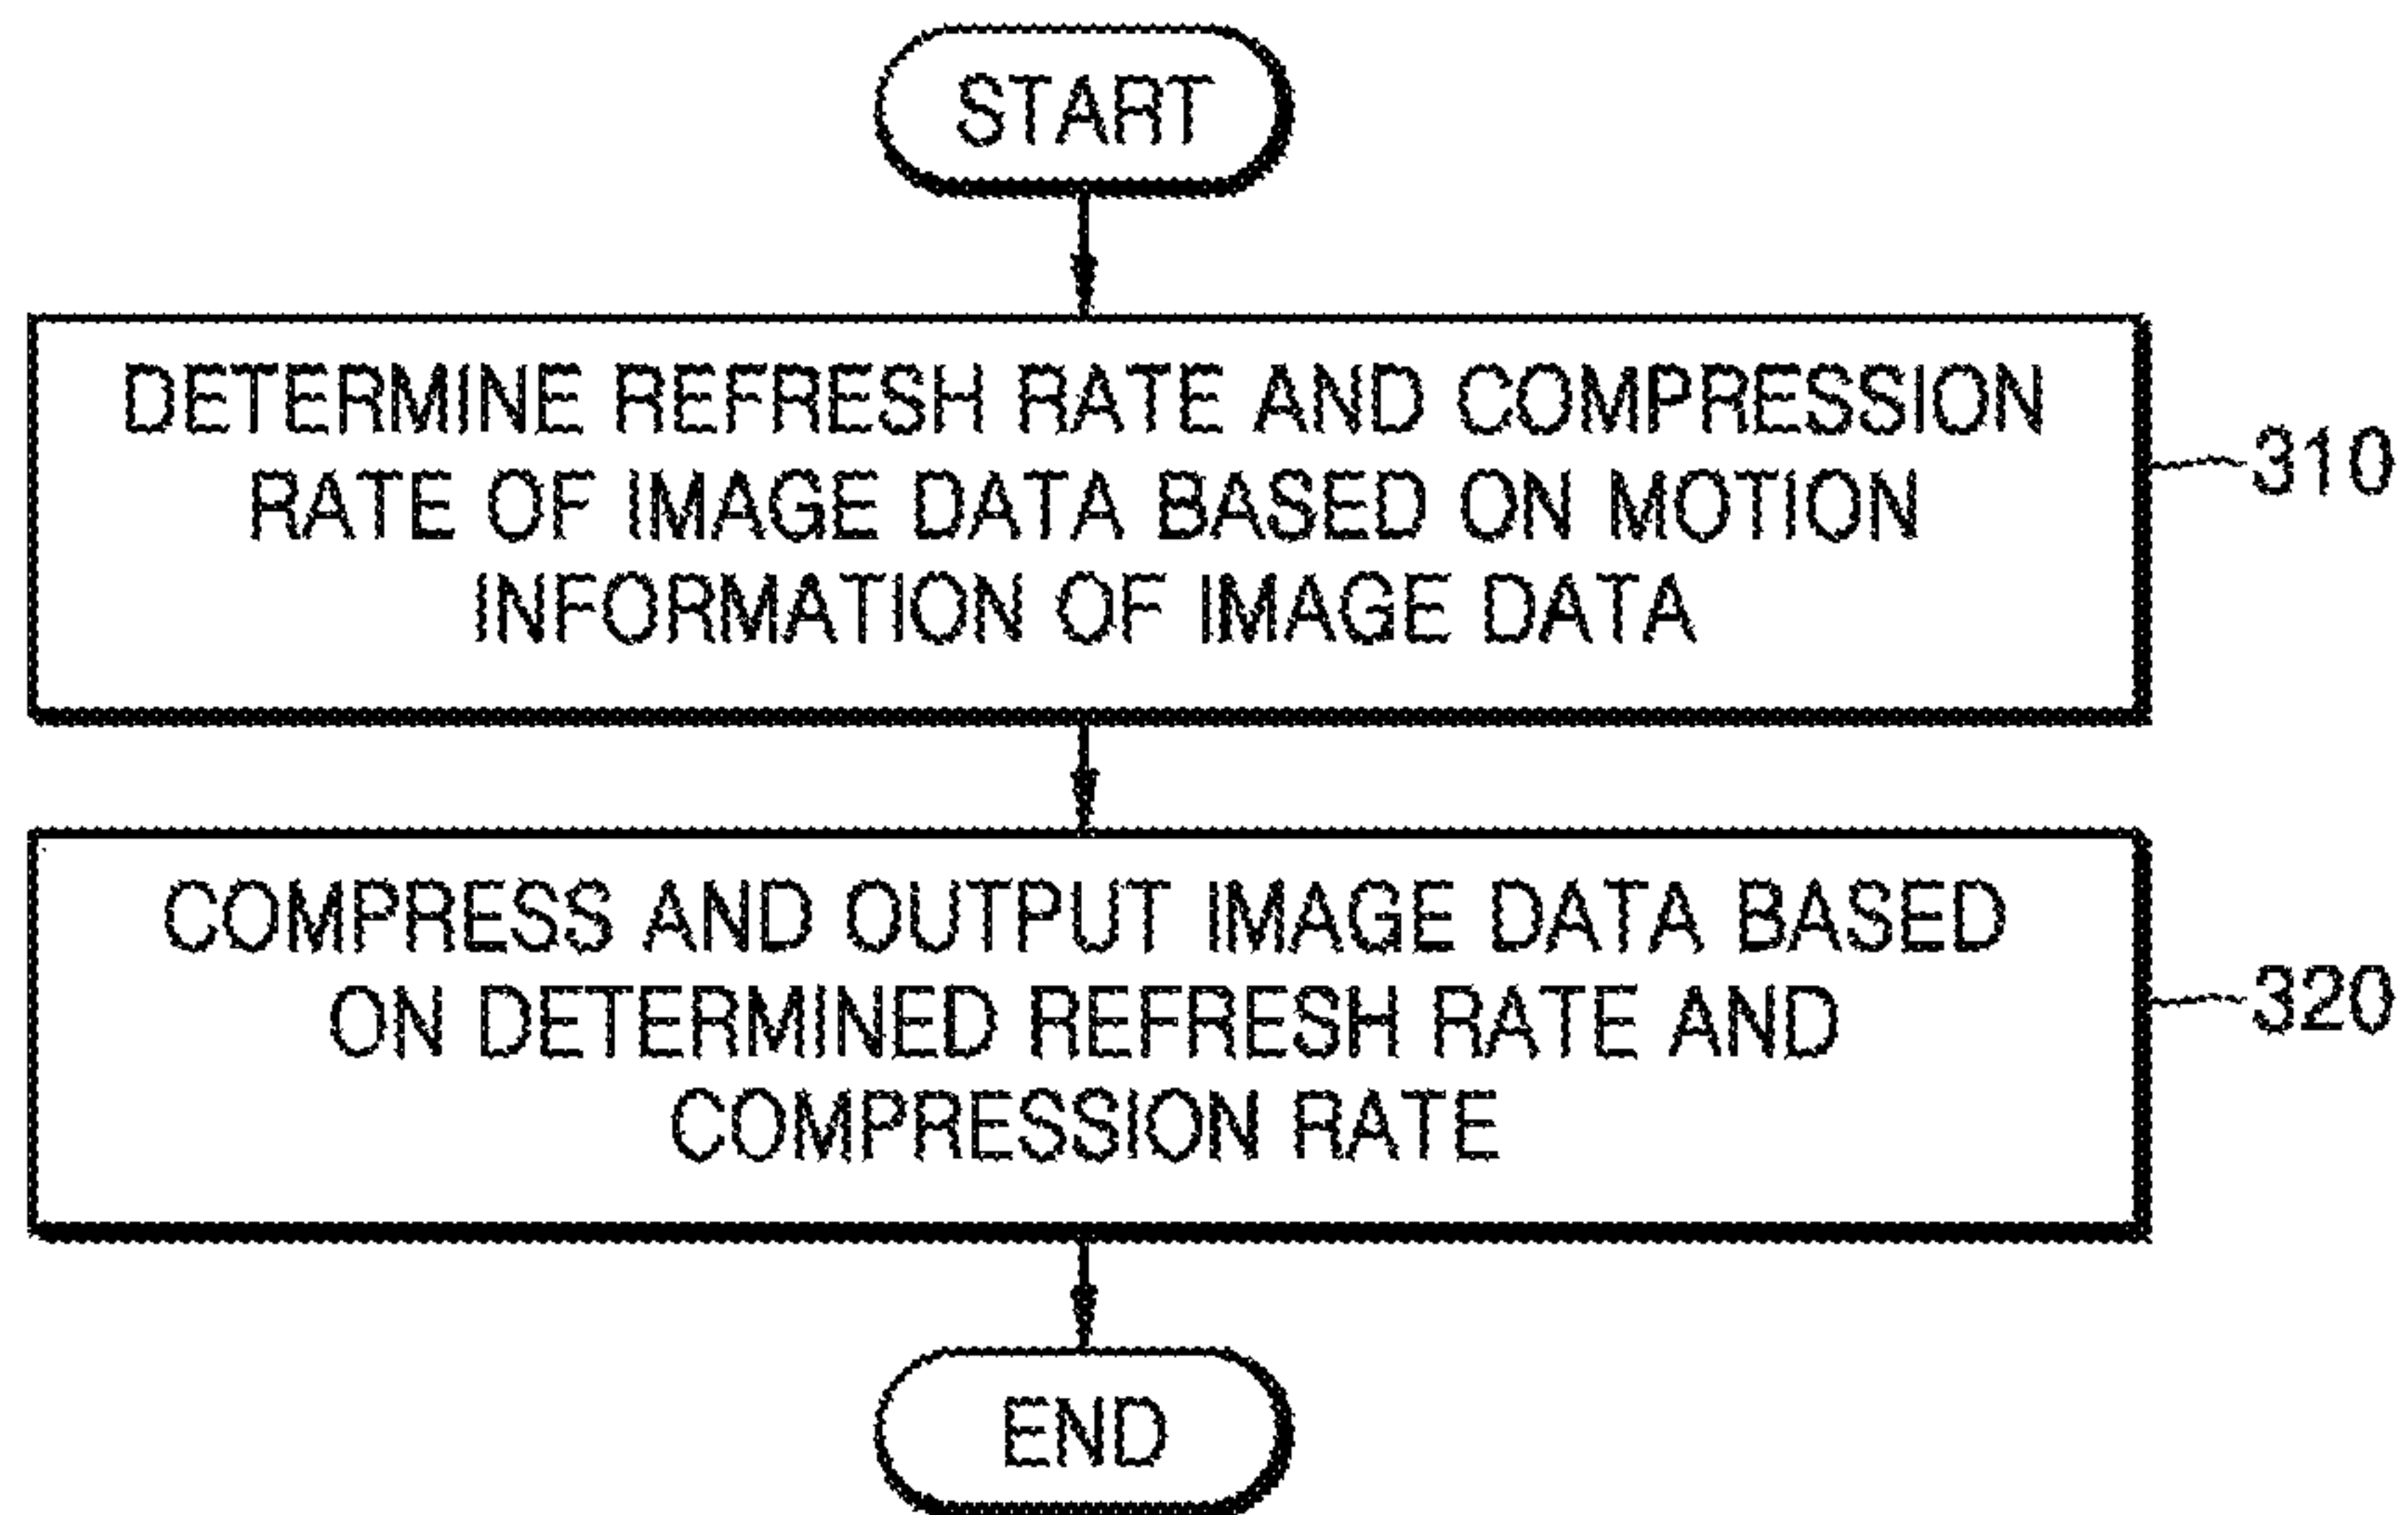 START
DETERMINE REFRESH RATE AND COMPRESSION
RATE OF IMAGE DATA BASED ON MOTION
INFORMATION OF IMAGE DATA
310
COMPRESS AND OUTPUT IMAGE DATA BASED
ON DETERMINED REFRESH RATE AND
COMPRESSION RATE
320
END